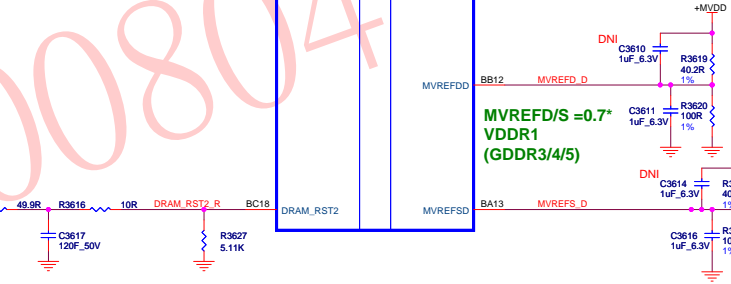 00804
+MVDD
DNI
C3610
1uF_6.3V
R3619
40.2R
1%
MVREFDD
BB12
MVREFD_D
C3611
1uF_6.3V
R3620
100R
1%
MVREFD/S =0.7*
VDDR1
(GDDR3/4/5)
DNI
C3614
1uF_6.3V
49.9R
R3616
10R
DRAM_RST2_R
BC18
DRAM_RST2
MVREFSD
BA13
MVREFS_D
C3617
120F_50V
R3627
5.11K
C3616
1uF_6.3V